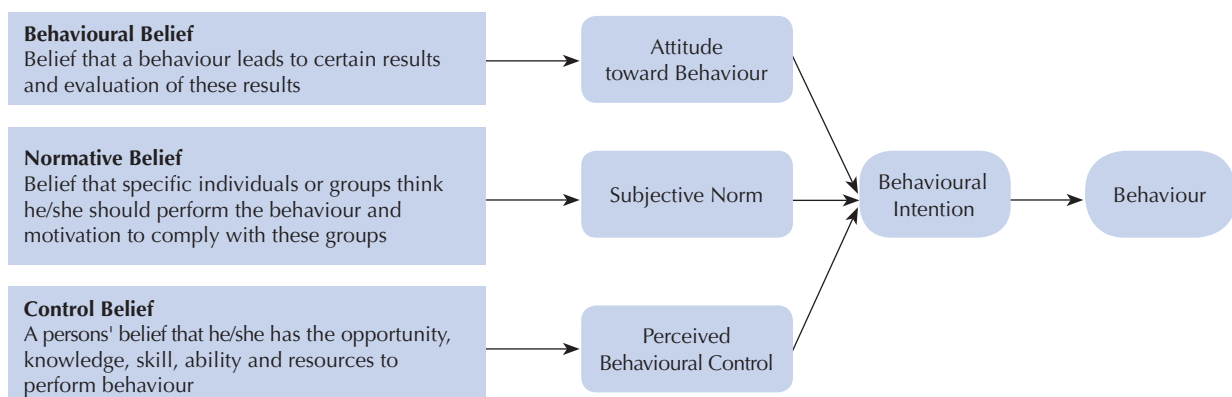 Behavioural Belief
Belief that a behaviour leads to certain results
and evaluation of these results
Attitude
toward Behaviour
Normative Belief
Belief that specific individuals or groups think
he/she should perform the behaviour and
motivation to comply with these groups
Subjective Norm
Behavioural
Intention
Behaviour
Control Belief
A persons' belief that he/she has the opportunity,
knowledge, skill, ability and resources to
perform behaviour
Perceived
Behavioural Control